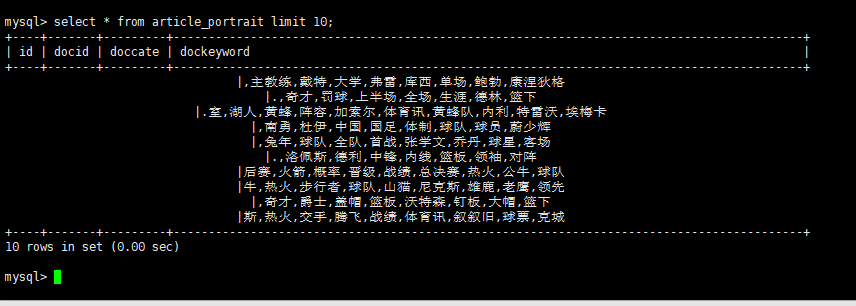 mysql> select * from article_portrait limit 10;
+----+-------+---------+----------------------------------------------------------------------------------------+
| id | docid | doccate | dockeyword                                                                             |
+----+-------+---------+----------------------------------------------------------------------------------------+
|,主教练,戴特,大学,弗雷,库西,单场,鲍勃,康涅狄格
|.,奇才,罚球,上半场,全场,生涯,德林,篮下
|.室,湖人,黄蜂,阵容,加索尔,体育讯,黄蜂队,内利,特雷沃,埃梅卡
|,南勇,杜伊,中国,国足,体制,球队,球员,蔚少辉
|,兔年,球队,全队,首战,张学文,乔丹,球星,客场
|.,洛佩斯,德利,中锋,内线,篮板,领袖,对阵
|后赛,火箭,概率,晋级,战绩,总决赛,热火,公牛,球队
|牛,热火,步行者,球队,山猫,尼克斯,雄鹿,老鹰,领先
|,奇才,爵士,盖帽,篮板,沃特森,钉板,大帽,篮下
|斯,热火,交手,腾飞,战绩,体育讯,叙叙旧,球票,克城
+----+-------+---------+----------------------------------------------------------------------------------------+
10 rows in set (0.00 sec)
mysql>